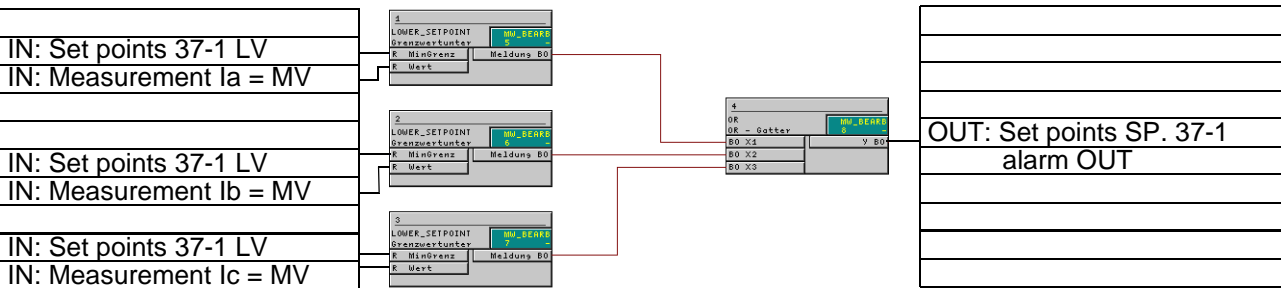 IN: Set points 37-1 LV
IN: Measurement Ia = MV
IN: Set points 37-1 LV
IN: Measurement Ib = MV
IN: Set points 37-1 LV
IN: Measurement Ic = MV
1
LOWER_SETPOINT
Grenzwertunter
MW_BEARB
5 -
R MinGrenz
Meldung BO
R Wert
2
LOWER_SETPOINT
Grenzwertunter
MW_BEARB
6 -
R MinGrenz
Meldung BO
R Wert
3
LOWER_SETPOINT
Grenzwertunter
MW_BEARB
7 -
R MinGrenz
Meldung BO
R Wert
4
OR
OR - Gatter
MW_BEARB
8 -
BO X1
Y BO
BO X2
BO X3
OUT: Set points SP. 37-1
alarm OUT